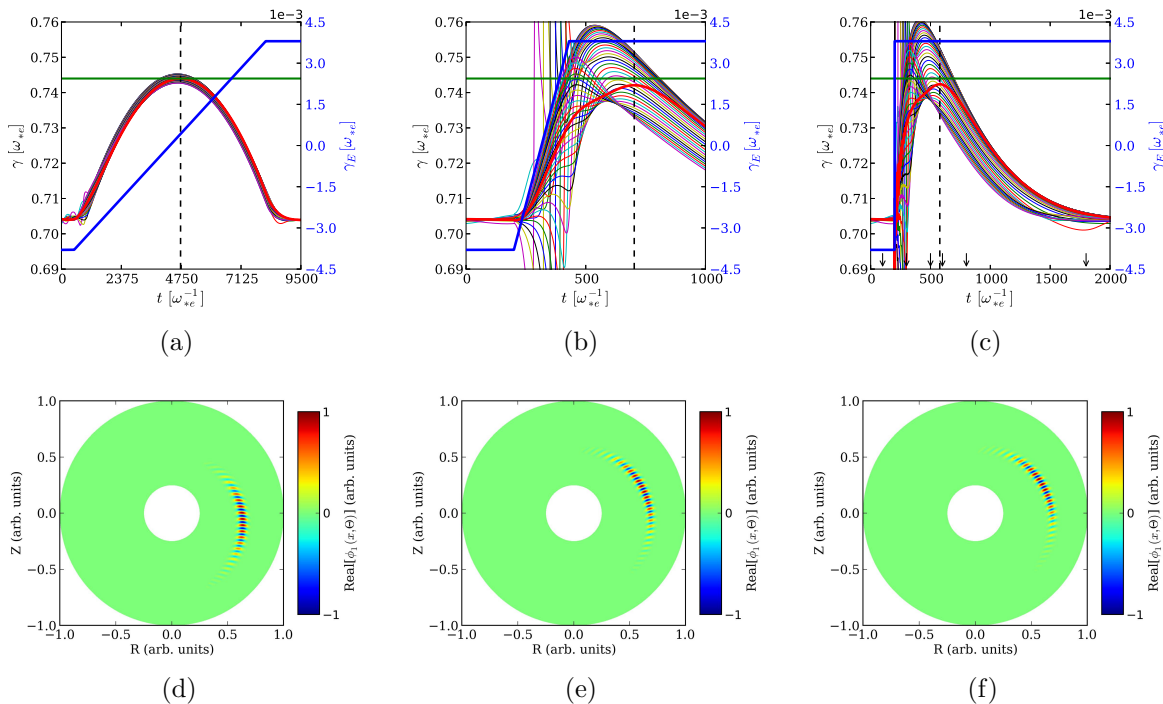 1e−3 1e−3 1e−3
0.76 4.5 0.76 4.5 0.76 4.5
0.75 3.0 0.75 3.0 0.75 3.0
0.74 1.5 0.74 1.5 0.74 1.5
γ [ω∗e] 0.73 0.0 γE [ω∗e] γ [ω∗e] 0.73 0.0 γE [ω∗e] γ [ω∗e] 0.73 0.0 γE [ω∗e]
0.72 −1.5 0.72 −1.5 0.72 −1.5
0.71 −3.0 0.71 −3.0 0.71 −3.0
0.70 0.70 0.70
0.69 −4.5 0.69 −4.5 0.69 −4.5
0 2375 4750 7125 9500 0 500 1000 0 500 1000 1500 2000
t [ω∗e⁻¹] t [ω∗e⁻¹] t [ω∗e⁻¹]
(a) (b) (c)
1.0 1 1.0 1 1.0 1
0.5 0.5 0.5
Z (arb. units) 0.0 0 Real[ϕ1(x,Θ)] (arb. units) Z (arb. units) 0.0 0 Real[ϕ1(x,Θ)] (arb. units) Z (arb. units) 0.0 0 Real[ϕ1(x,Θ)] (arb. units)
−0.5 −0.5 −0.5
−1.0 −1 −1.0 −1 −1.0 −1
−1.0 −0.5 0.0 0.5 1.0 −1.0 −0.5 0.0 0.5 1.0 −1.0 −0.5 0.0 0.5 1.0
R (arb. units) R (arb. units) R (arb. units)
(d) (e) (f)